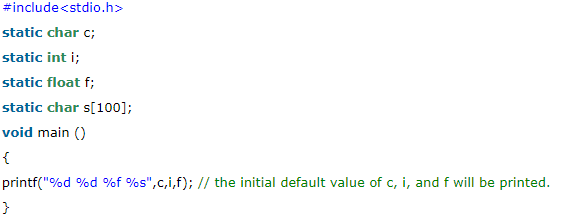 #include<stdio.h>
static char c;
static int i;
static float f;
static char s[100];
void main ()
{
printf("%d %d %f %s",c,i,f); // the initial default value of c, i, and f will be printed.
}